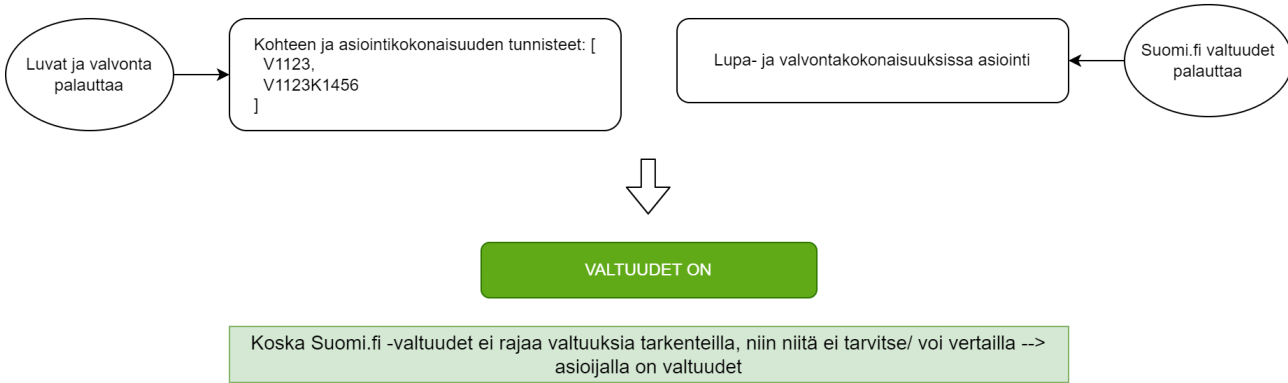 Luvat ja valvonta
palauttaa
Kohteen ja asiointikokonaisuuden tunnisteet: [
V1123,
V1123K1456
]
Lupa- ja valvontakokonaisuuksissa asiointi
Suomi.fi valtuudet
palauttaa
VALTUUDET ON
Koska Suomi.fi -valtuudet ei rajaa valtuuksia tarkenteilla, niin niitä ei tarvitse/ voi vertailla -->
asioijalla on valtuudet